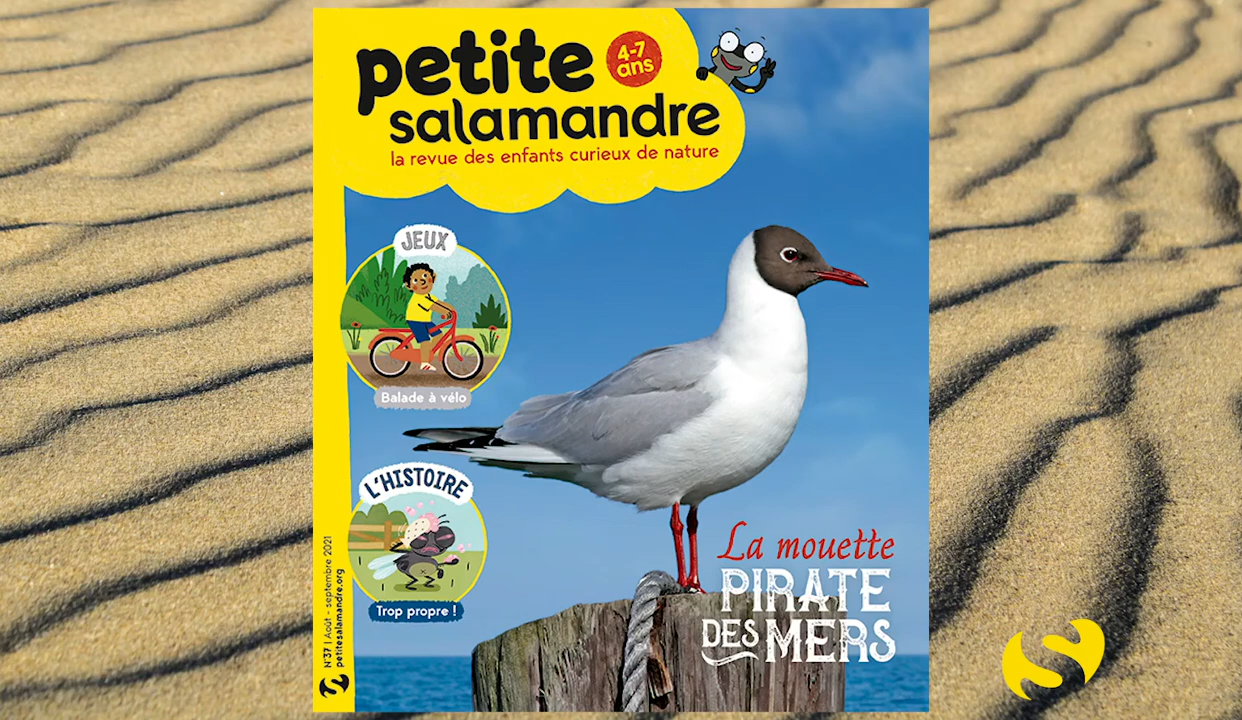 petite
salamandre
4-7
ans
la revue des enfants curieux de nature
JEUX
Balade à vélo
L'HISTOIRE
Trop propre !
La mouette
PIRATE
DES MERS
N°37 | Août - septembre 2021
petitesalamandre.org